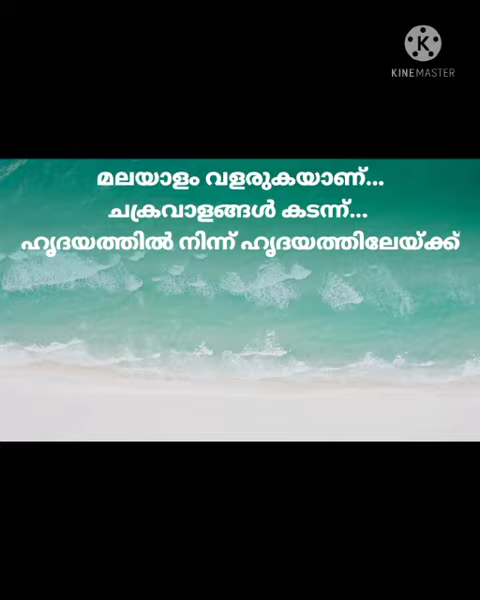 KINEMASTER
മലയാളം വളരുകയാണ്...
ചക്രവാളങ്ങൾ കടന്ന്...
ഹൃദയത്തിൽ നിന്ന് ഹൃദയത്തിലേയ്ക്ക്